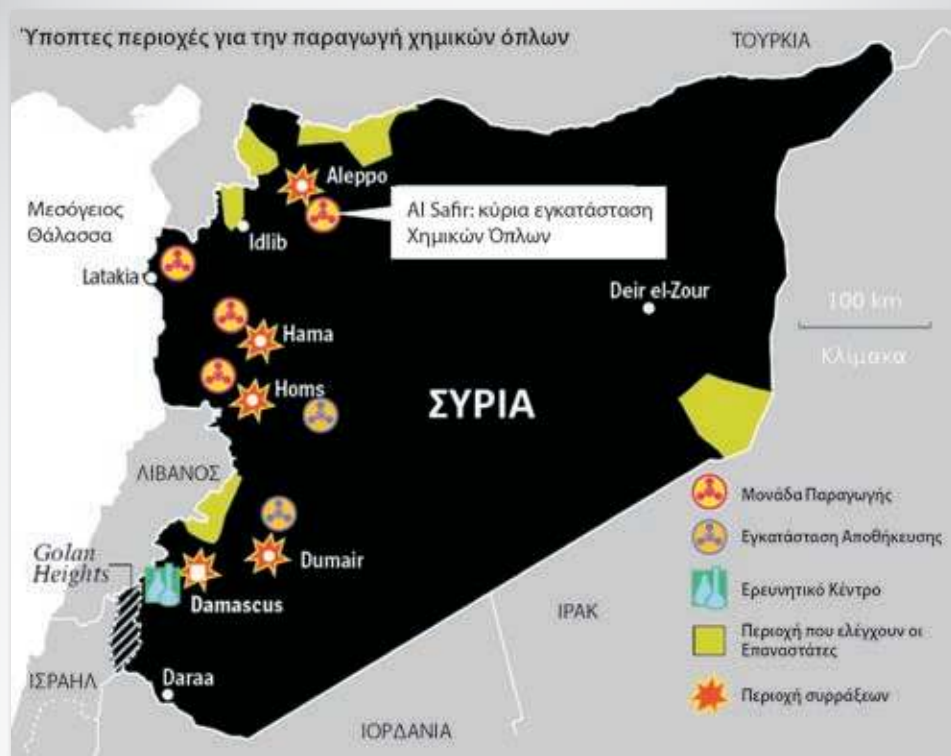 Ύποπτες περιοχές για την παραγωγή χημικών όπλων
ΤΟΥΡΚΙΑ
Aleppo
Μεσόγειος
Θάλασσα
Al Safir: κύρια εγκατάσταση
Χημικών Όπλων
Idlib
Latakia
Deir el-Zour
100 km
Κλίμακα
Hama
Homs
ΣΥΡΙΑ
ΛΙΒΑΝΟΣ
Μονάδα Παραγωγής
Εγκατάσταση Αποθήκευσης
Golan
Heights
Dumair
Damascus
Ερευνητικό Κέντρο
ΙΡΑΚ
Περιοχή που ελέγχουν οι
Επαναστάτες
ΙΣΡΑΗΛ
Daraa
Περιοχή συρράξεων
ΙΟΡΔΑΝΙΑ